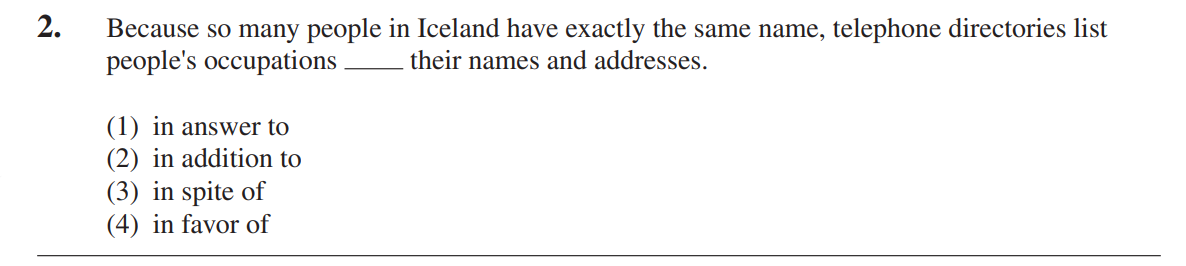 2. Because so many people in Iceland have exactly the same name, telephone directories list
people's occupations ____ their names and addresses.
(1) in answer to
(2) in addition to
(3) in spite of
(4) in favor of